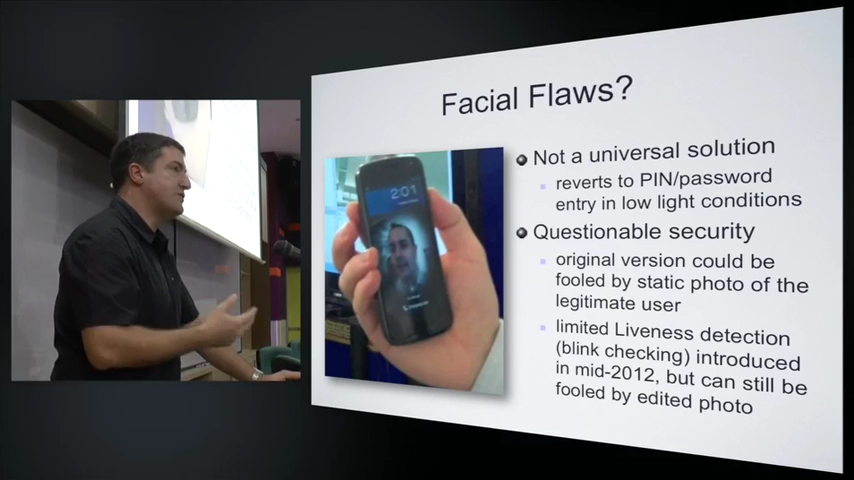 Facial Flaws?
Not a universal solution
reverts to PIN/password
entry in low light conditions
Questionable security
original version could be
fooled by static photo of the
legitimate user
limited Liveness detection
(blink checking) introduced
in mid-2012, but can still be
fooled by edited photo
2:01